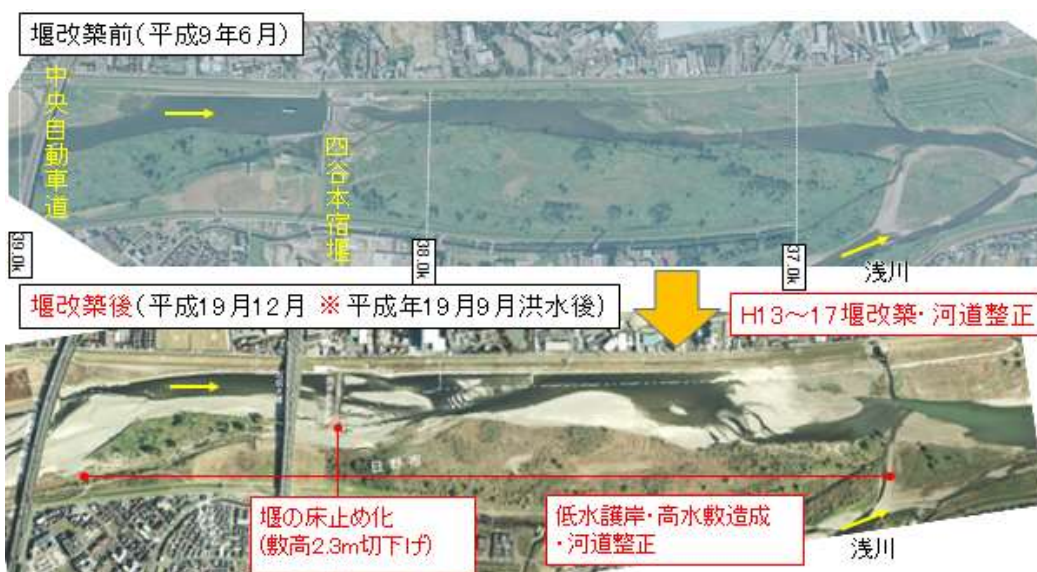 堰改築前(平成9年6月)
中央自動車道
四谷本宿堰
39.0k
38.0k
37.0k
浅川
堰改築後(平成19月12月 ※平成年19月9月洪水後)
H13～17堰改築・河道整正
堰の床止め化
(敷高2.3m切下げ)
低水護岸・高水敷造成
・河道整正
浅川